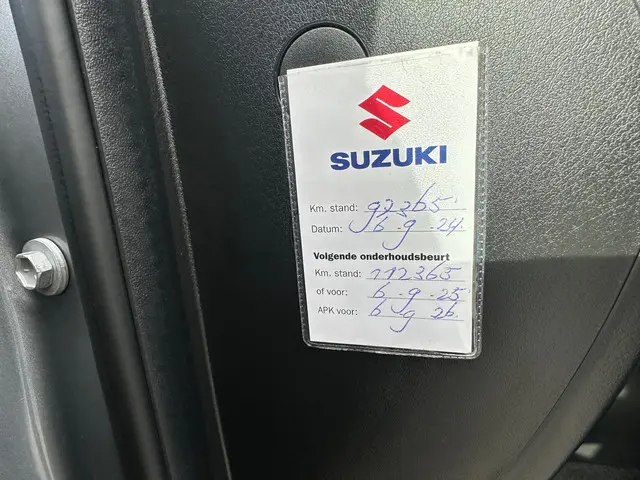 SUZUKI
Km. stand: 97365
Datum: 6 - 9 - 24
Volgende onderhoudsbeurt
Km. stand: 112365
of voor: 6 - 9 - 25
APK voor: 6 9 26